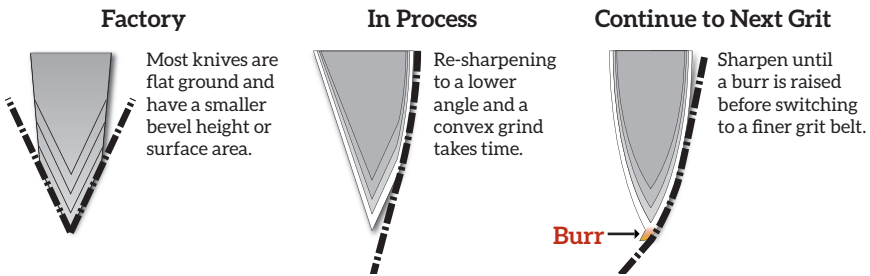 Factory
Most knives are
flat ground and
have a smaller
bevel height or
surface area.
In Process
Re-sharpening
to a lower
angle and a
convex grind
takes time.
Continue to Next Grit
Sharpen until
a burr is raised
before switching
to a finer grit belt.
Burr